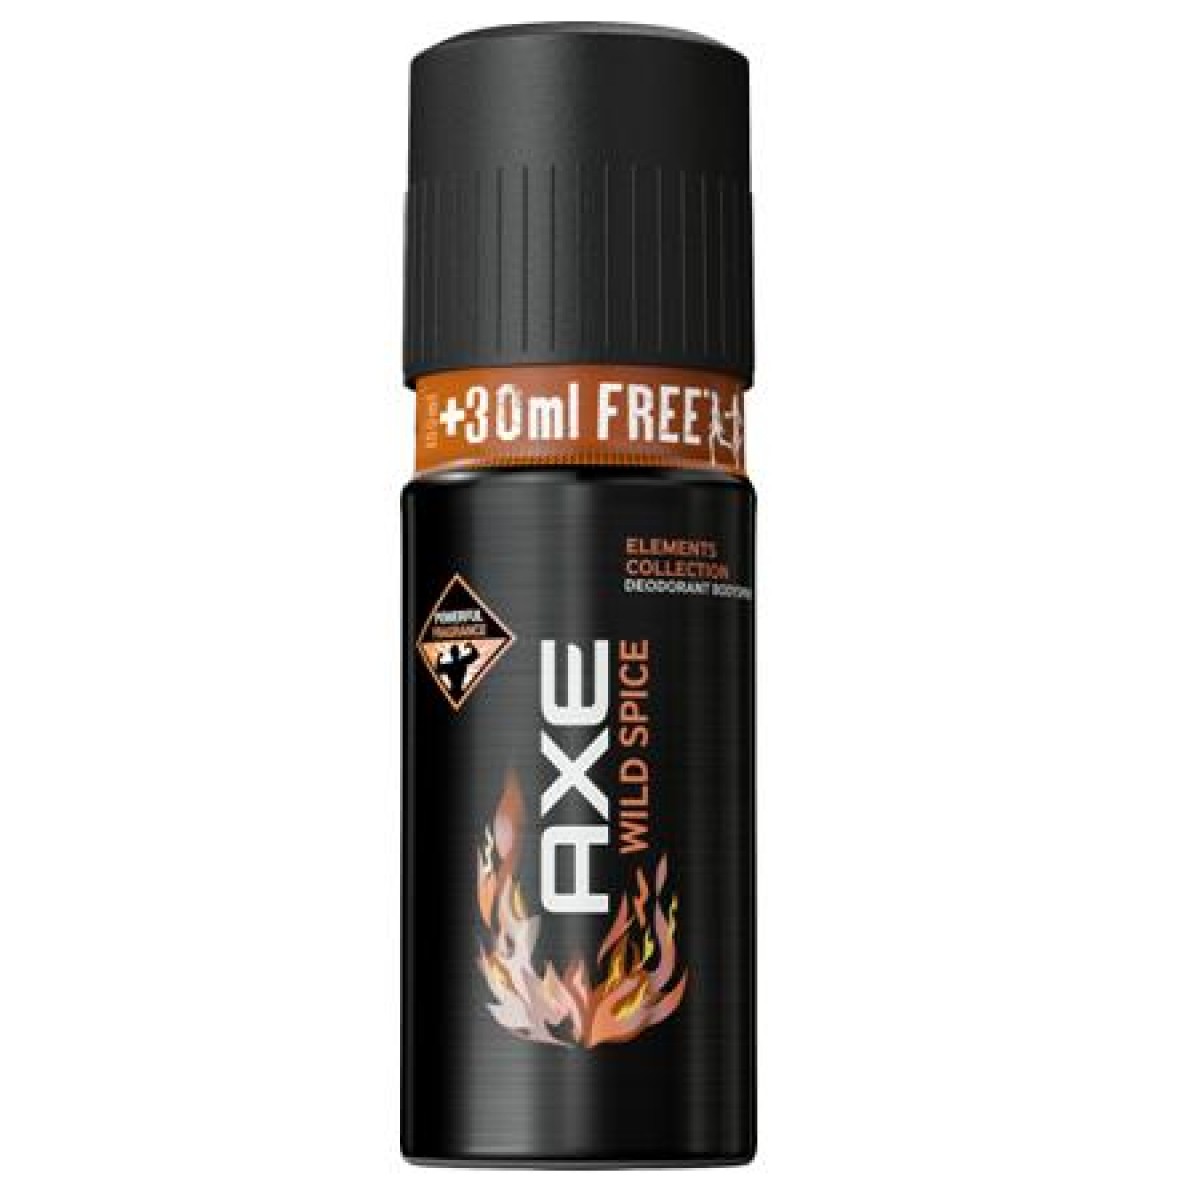 +30ml FREE*
ELEMENTS
COLLECTION
DEODORANT BODYSPRAY
POWERFUL
FRAGRANCE
AXE
WILD SPICE